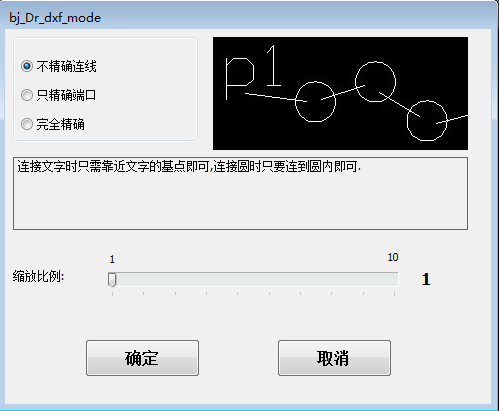 bj_Dr_dxf_mode
不精确连线
只精确端口
完全精确
p1
连接文字时只需靠近文字的基点即可,连接圆时只要连到圆内即可.
缩放比例:
1
10
1
确定
取消